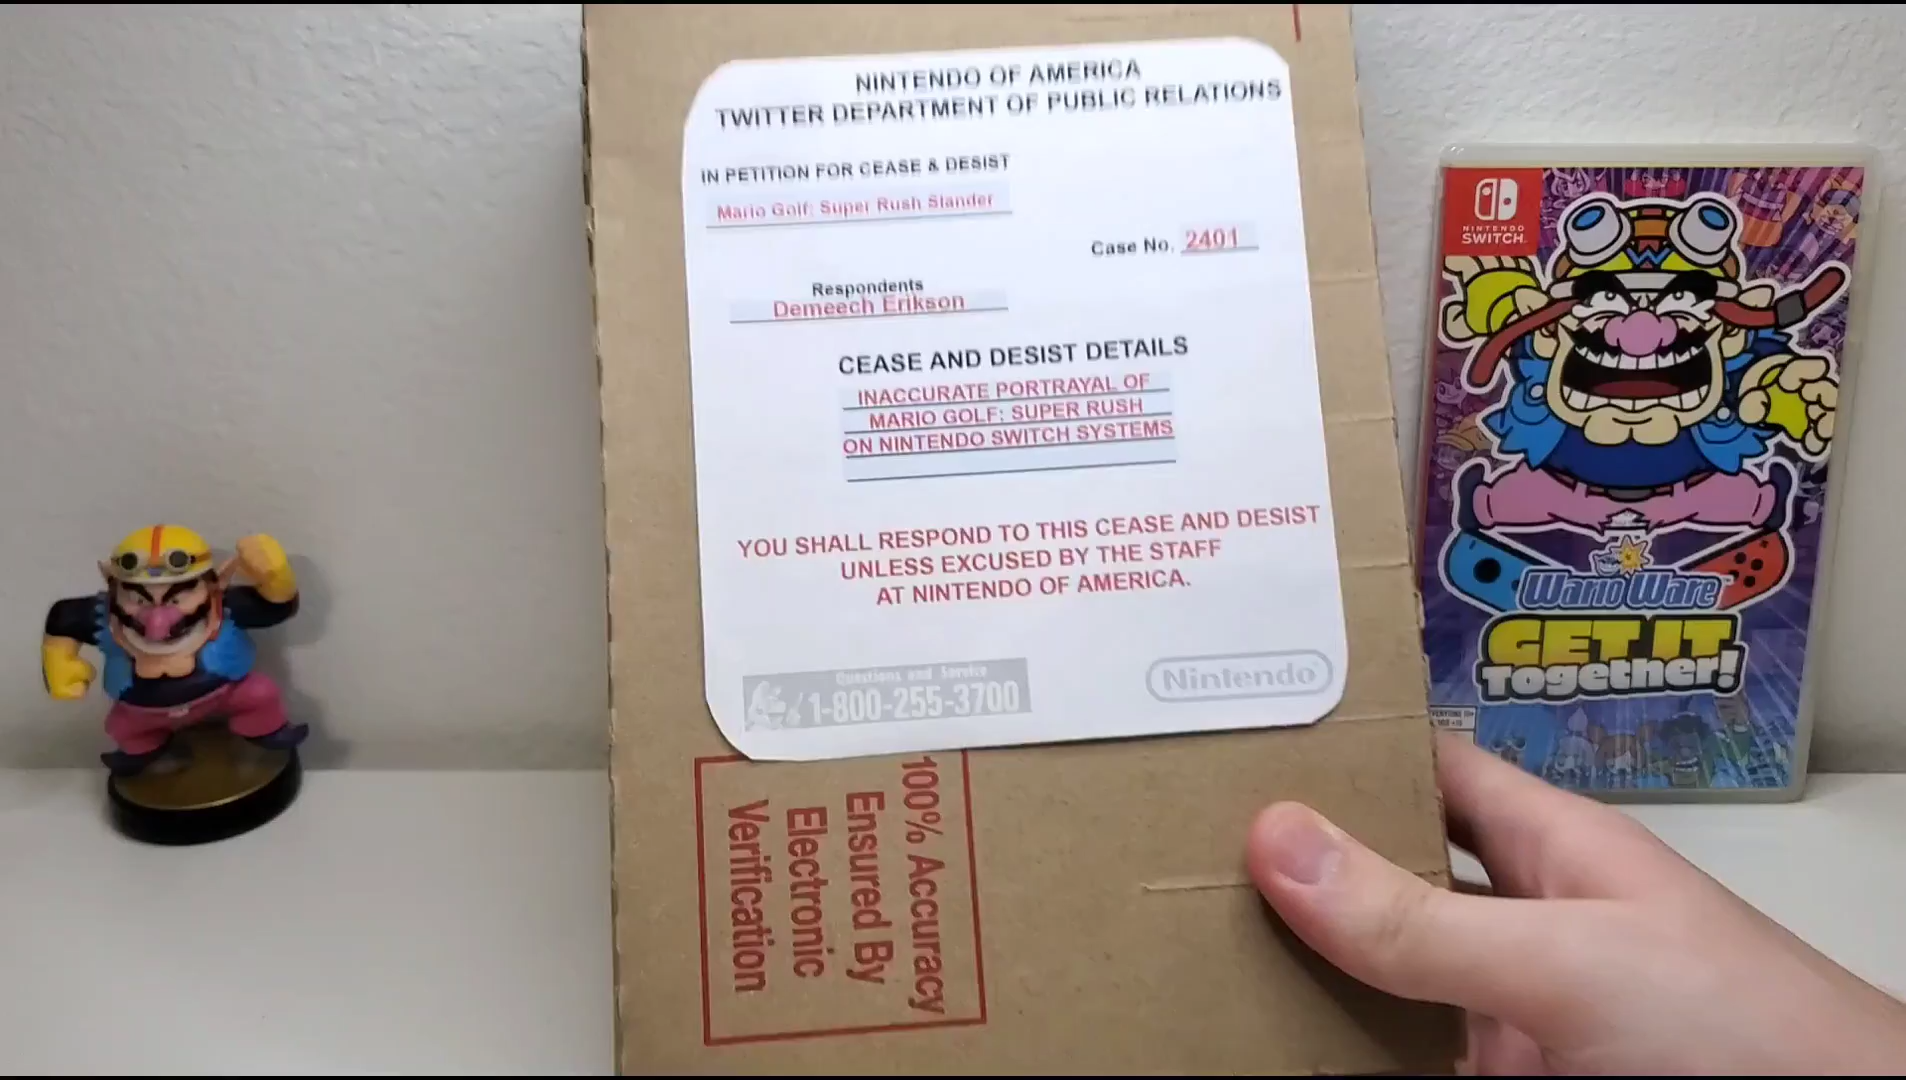 NINTENDO OF AMERICA
TWITTER DEPARTMENT OF PUBLIC RELATIONS
IN PETITION FOR CEASE & DESIST
Mario Golf: Super Rush Slander
Case No. 2401
Respondents
Demeech Erikson
CEASE AND DESIST DETAILS
INACCURATE PORTRAYAL OF
MARIO GOLF: SUPER RUSH
ON NINTENDO SWITCH SYSTEMS
YOU SHALL RESPOND TO THIS CEASE AND DESIST
UNLESS EXCUSED BY THE STAFF
AT NINTENDO OF AMERICA.
Questions and Service
1-800-255-3700
Nintendo
100% Accuracy
Ensured By
Electronic
Verification
NINTENDO
SWITCH
W
Wario Ware
GET IT
Together!